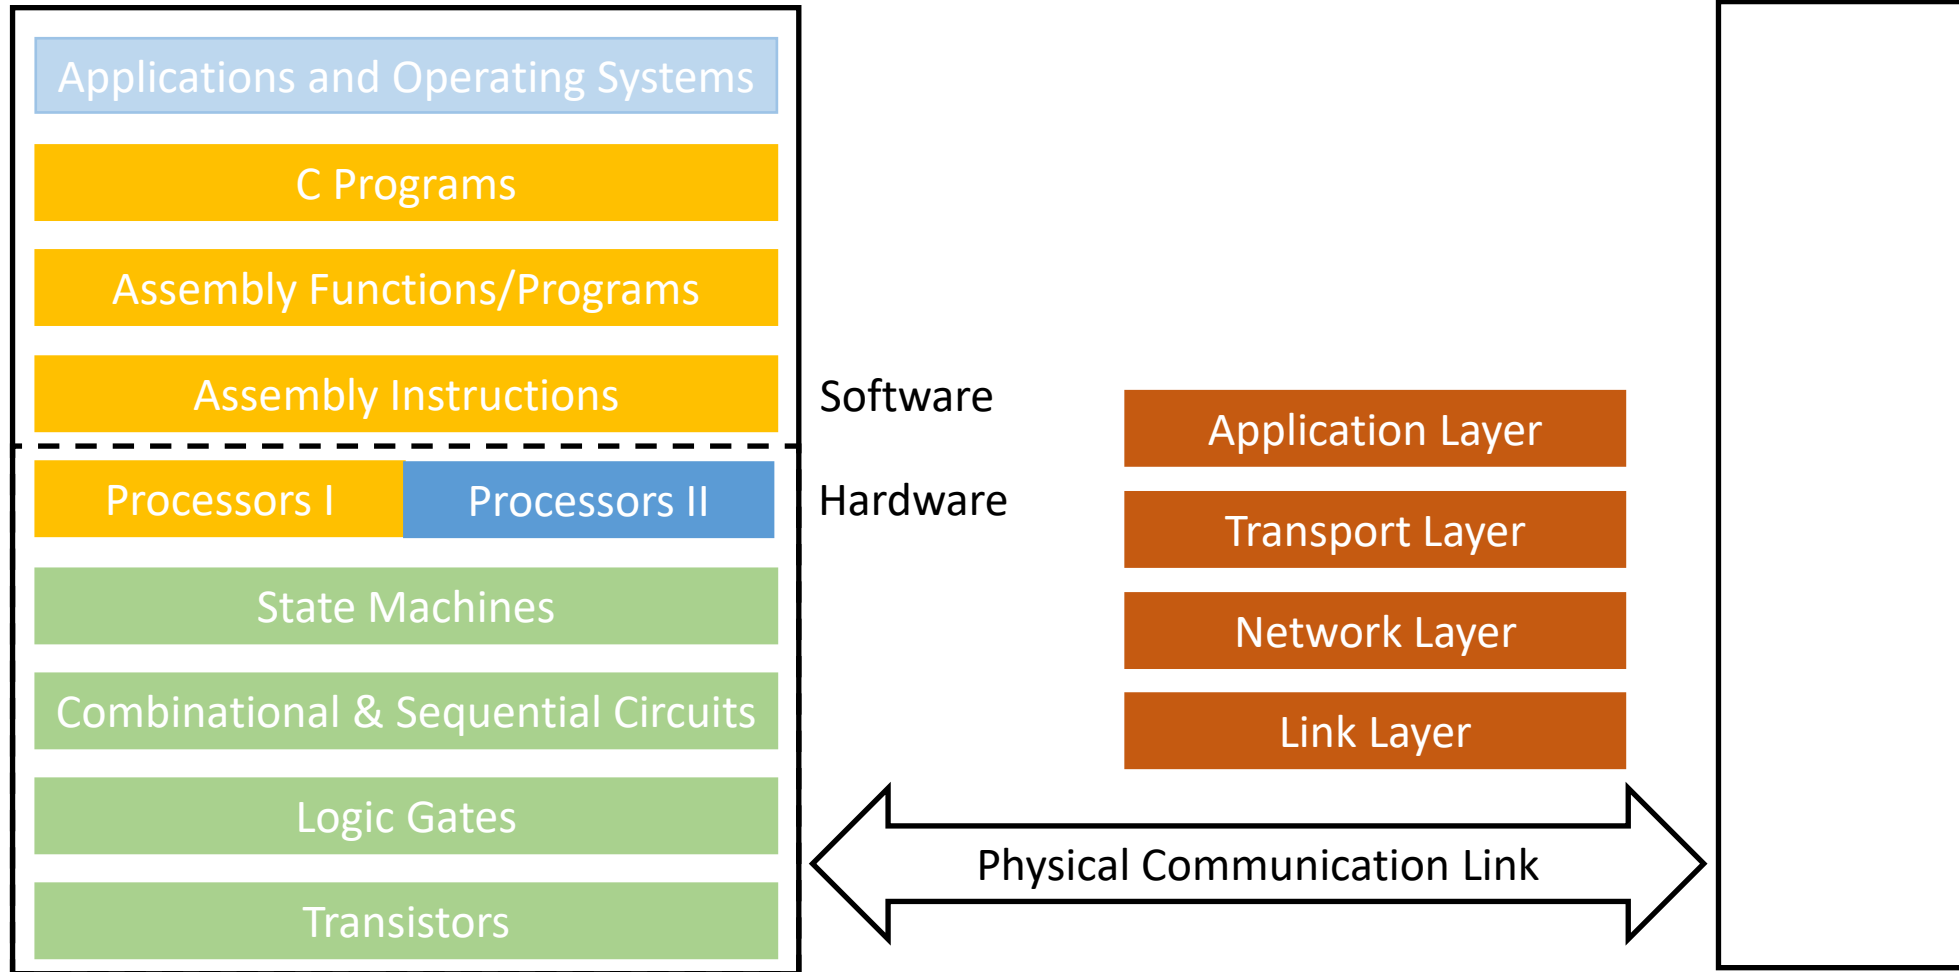 Applications and Operating Systems
C Programs
Assembly Functions/Programs
Assembly Instructions
Processors I
Processors II
State Machines
Combinational & Sequential Circuits
Logic Gates
Transistors
Software
Hardware
Application Layer
Transport Layer
Network Layer
Link Layer
Physical Communication Link